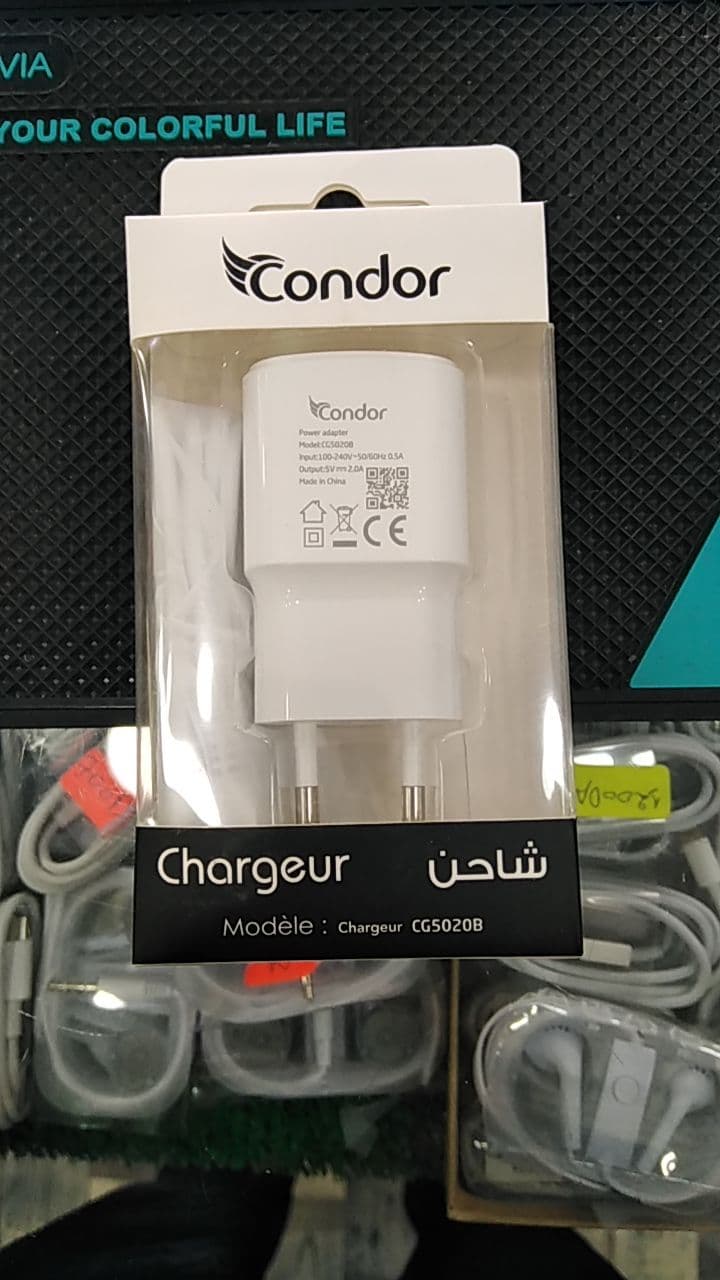 VIA
YOUR COLORFUL LIFE
Condor
Condor
Power adapter
Model:CG5020B
Input:100-240V~50/60Hz 0.5A
Output:5V⎓2.0A
Made in China
CE
Chargeur شاحن
Modèle : Chargeur CG5020B